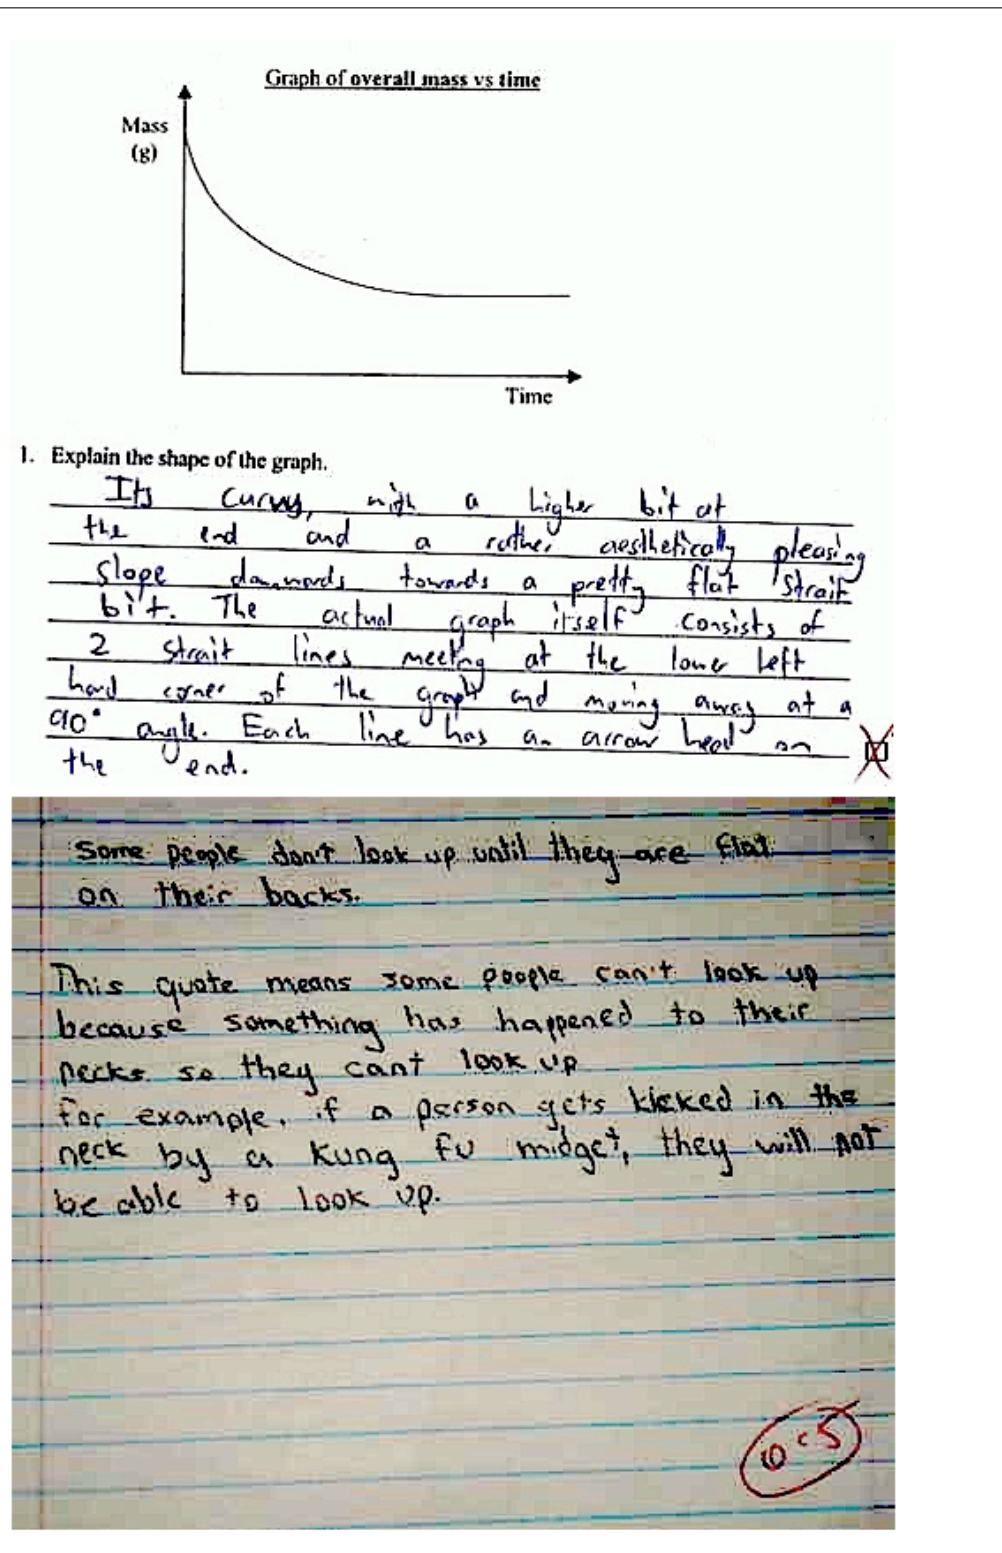 Graph of overall mass vs time
Mass
(g)
Time
1. Explain the shape of the graph.
Its curvy, with a higher bit at
the end and a rather aesthetically pleasing
slope downwards towards a pretty flat strait
bit. The actual graph itself consists of
2 strait lines meeting at the lower left
hand corner of the graph and moving away at a
90° angle. Each line has an arrow head on
the end.
Some people don't look up until they are flat
on their backs.
This quote means some people can't look up
because something has happened to their
necks so they cant look up
for example, if a person gets kicked in the
neck by a kung fu midget, they will not
be able to look up.